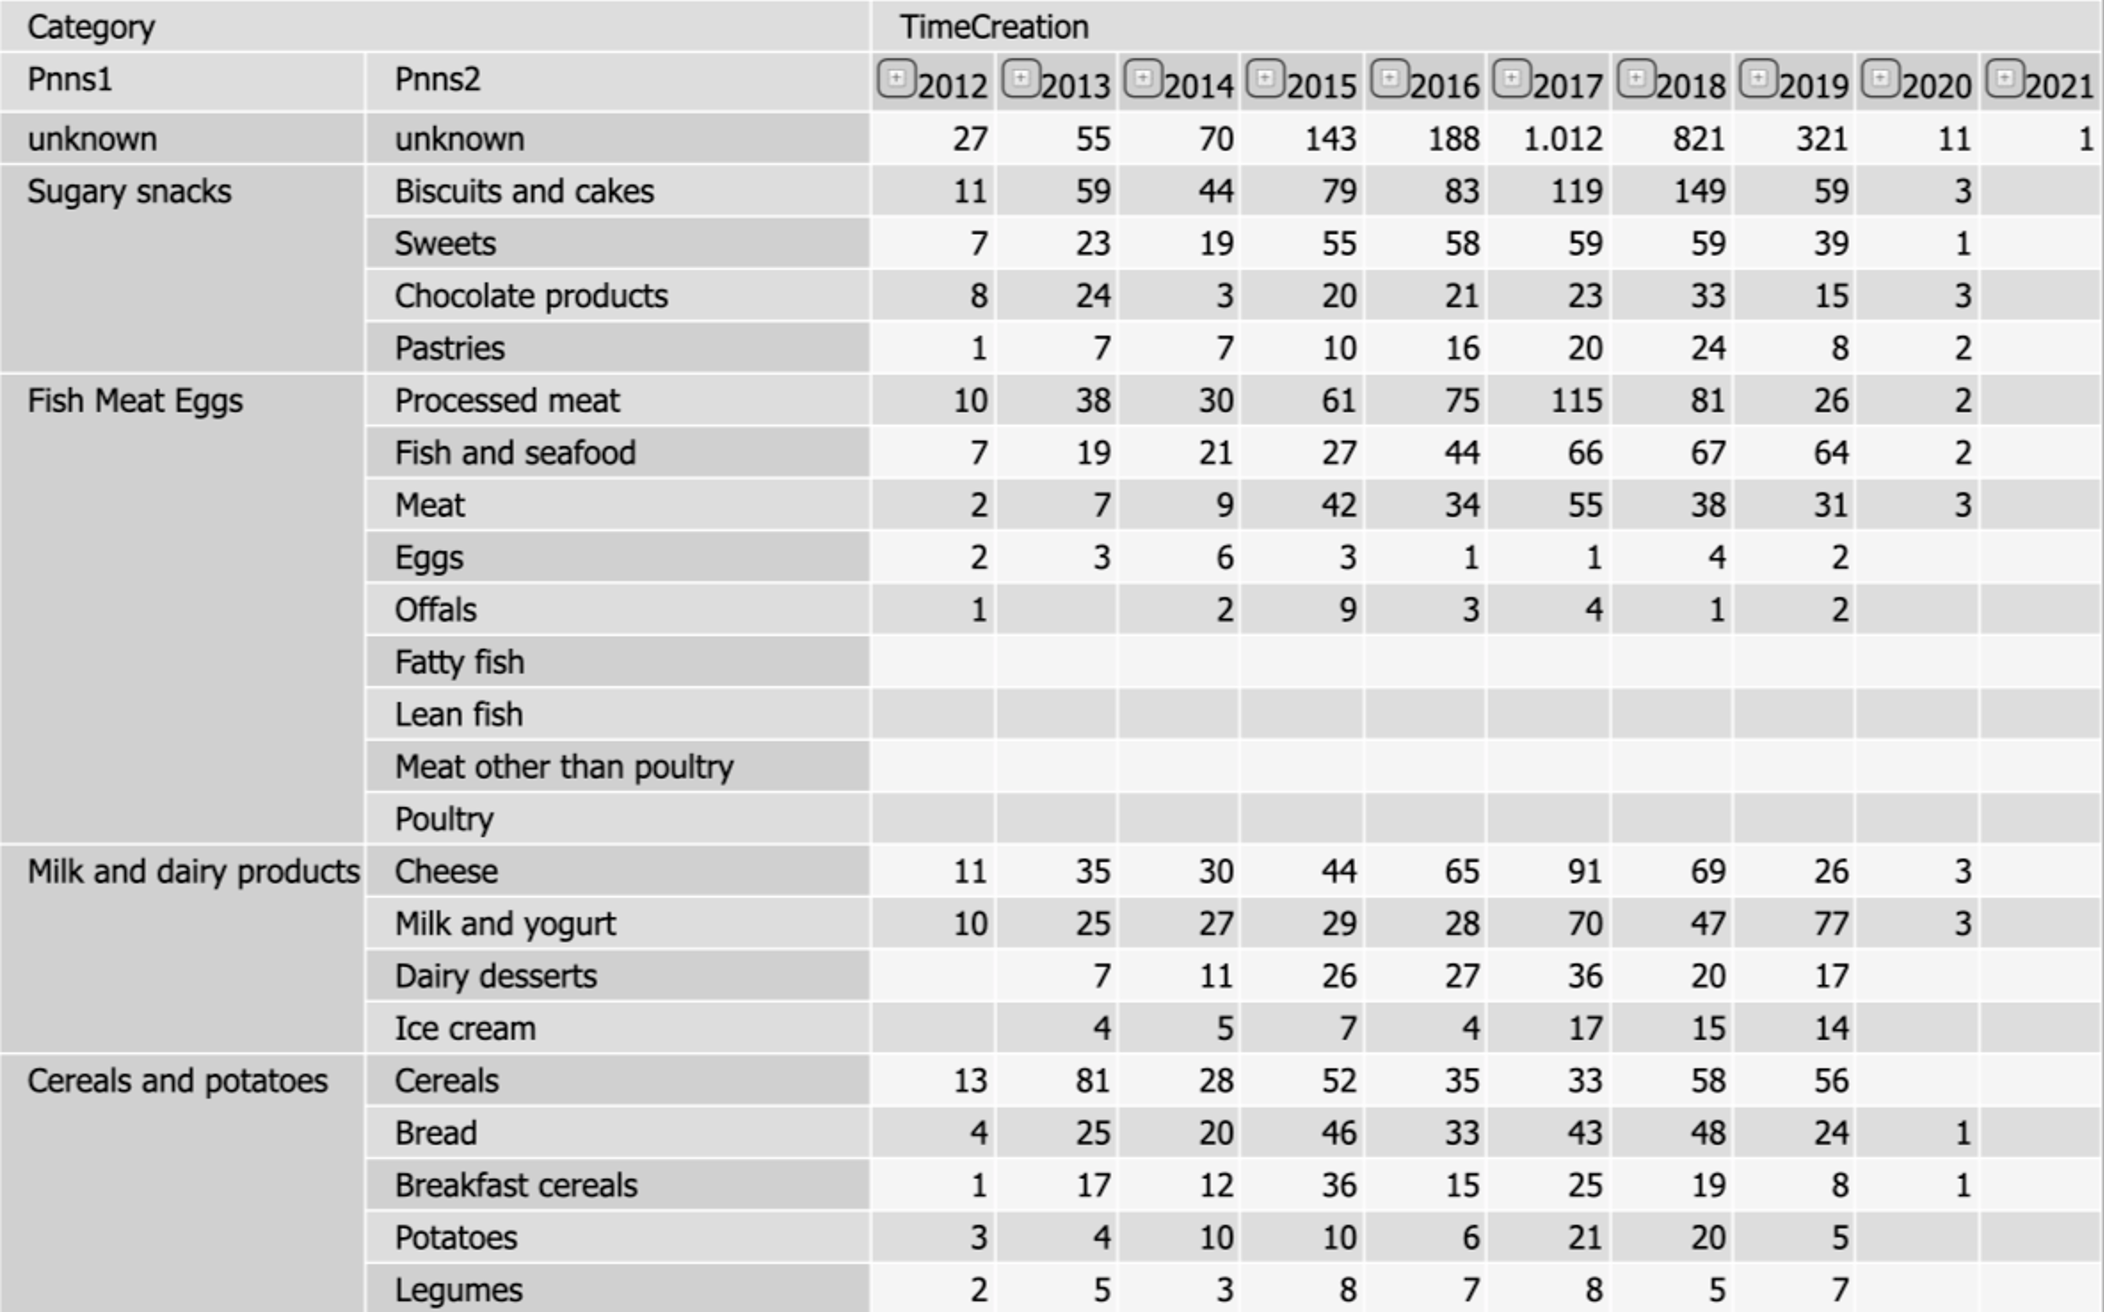 Category TimeCreation
Pnns1 Pnns2 2012 2013 2014 2015 2016 2017 2018 2019 2020 2021
unknown unknown 27 55 70 143 188 1.012 821 321 11 1
Sugary snacks Biscuits and cakes 11 59 44 79 83 119 149 59 3
Sweets 7 23 19 55 58 59 59 39 1
Chocolate products 8 24 3 20 21 23 33 15 3
Pastries 1 7 7 10 16 20 24 8 2
Fish Meat Eggs Processed meat 10 38 30 61 75 115 81 26 2
Fish and seafood 7 19 21 27 44 66 67 64 2
Meat 2 7 9 42 34 55 38 31 3
Eggs 2 3 6 3 1 1 4 2
Offals 1 2 9 3 4 1 2
Fatty fish
Lean fish
Meat other than poultry
Poultry
Milk and dairy products Cheese 11 35 30 44 65 91 69 26 3
Milk and yogurt 10 25 27 29 28 70 47 77 3
Dairy desserts 7 11 26 27 36 20 17
Ice cream 4 5 7 4 17 15 14
Cereals and potatoes Cereals 13 81 28 52 35 33 58 56
Bread 4 25 20 46 33 43 48 24 1
Breakfast cereals 1 17 12 36 15 25 19 8 1
Potatoes 3 4 10 10 6 21 20 5
Legumes 2 5 3 8 7 8 5 7